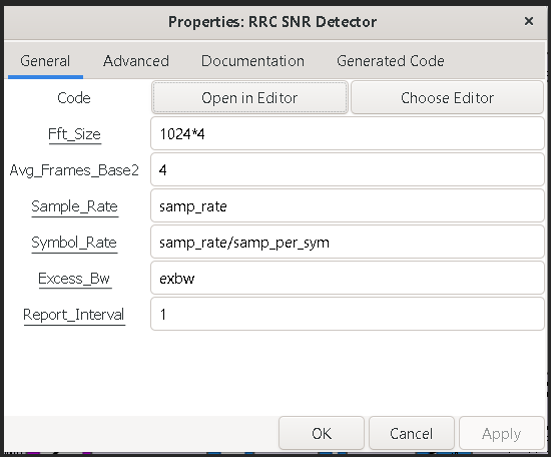 Properties: RRC SNR Detector ×
General Advanced Documentation Generated Code
Code Open in Editor Choose Editor
Fft_Size 1024*4
Avg_Frames_Base2 4
Sample_Rate samp_rate
Symbol_Rate samp_rate/samp_per_sym
Excess_Bw exbw
Report_Interval 1
OK Cancel Apply